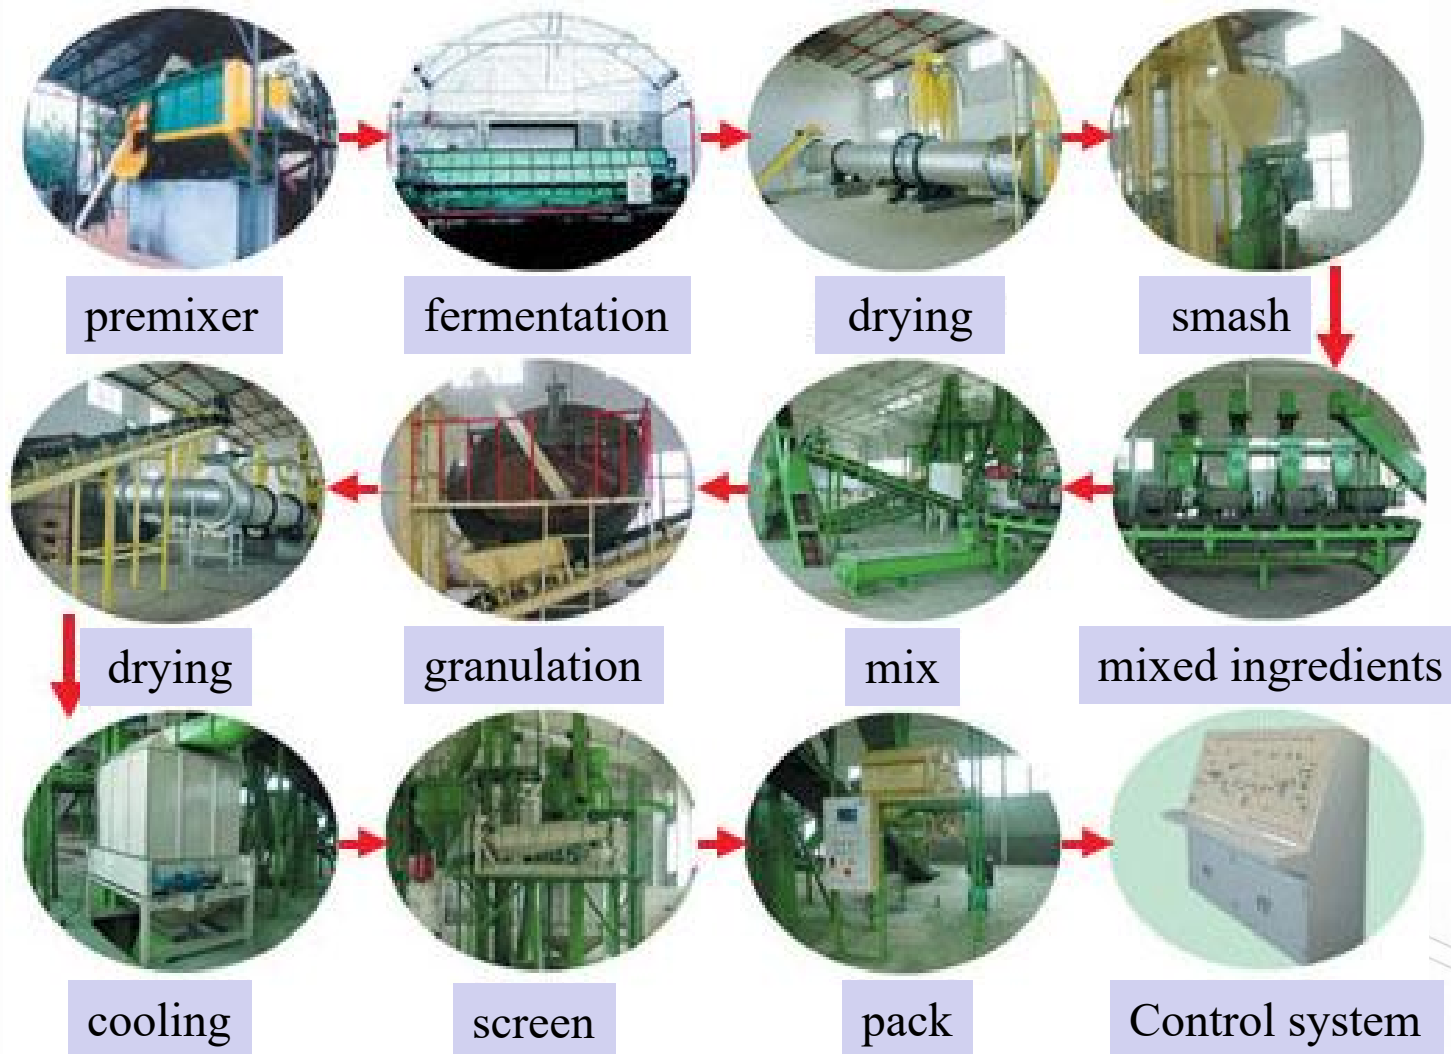 premixer
fermentation
drying
smash
drying
granulation
mix
mixed ingredients
cooling
screen
pack
Control system